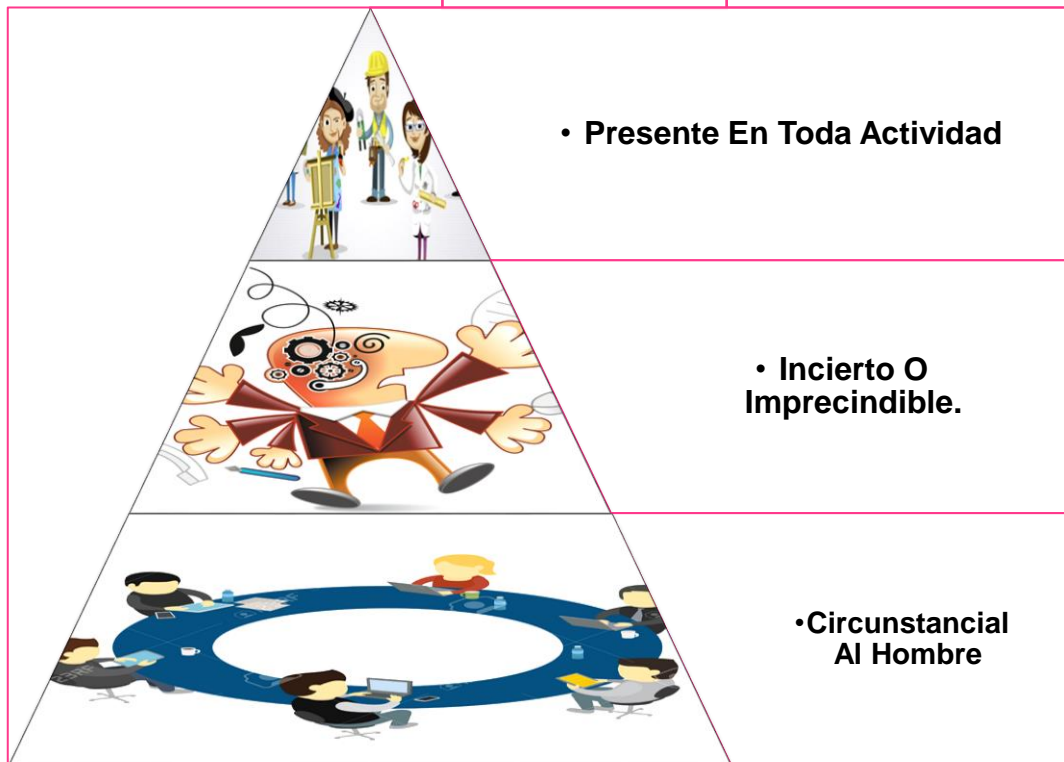 • Presente En Toda Actividad
• Incierto O
Imprecindible.
•Circunstancial
Al Hombre